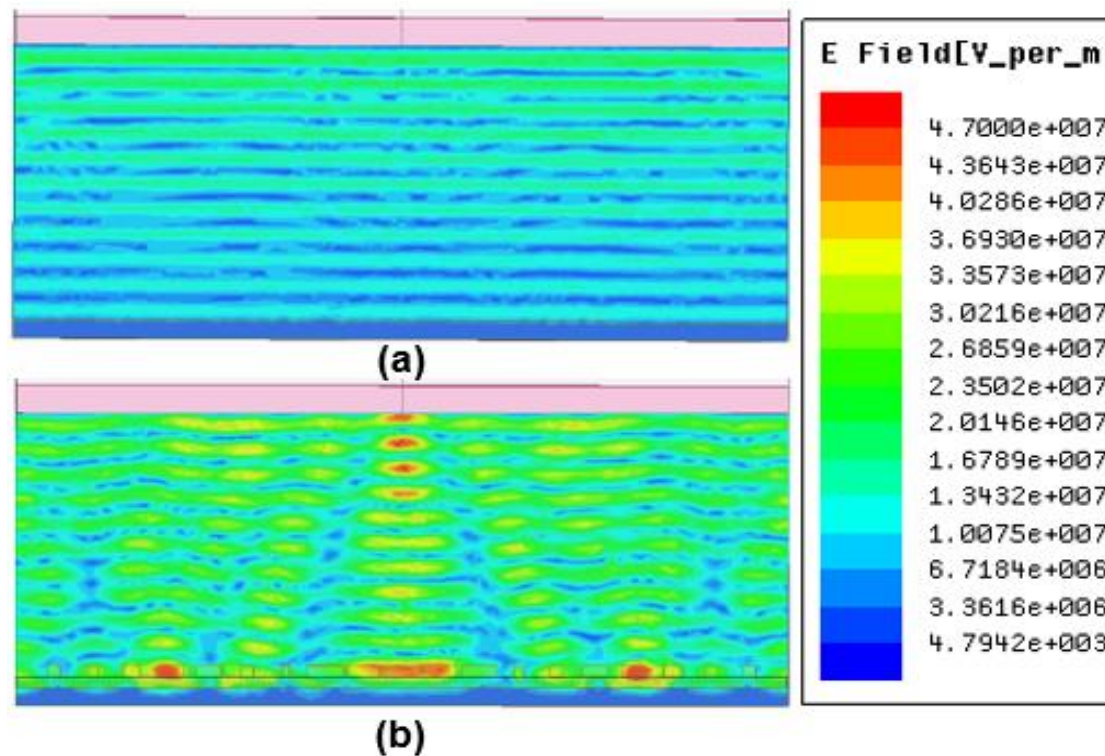 E Field[V_per_m
4.7000e+007
4.3643e+007
4.0286e+007
3.6930e+007
3.3573e+007
3.0216e+007
2.6859e+007
2.3502e+007
2.0146e+007
1.6789e+007
1.3432e+007
1.0075e+007
6.7184e+006
3.3616e+006
4.7942e+003
(a)
(b)